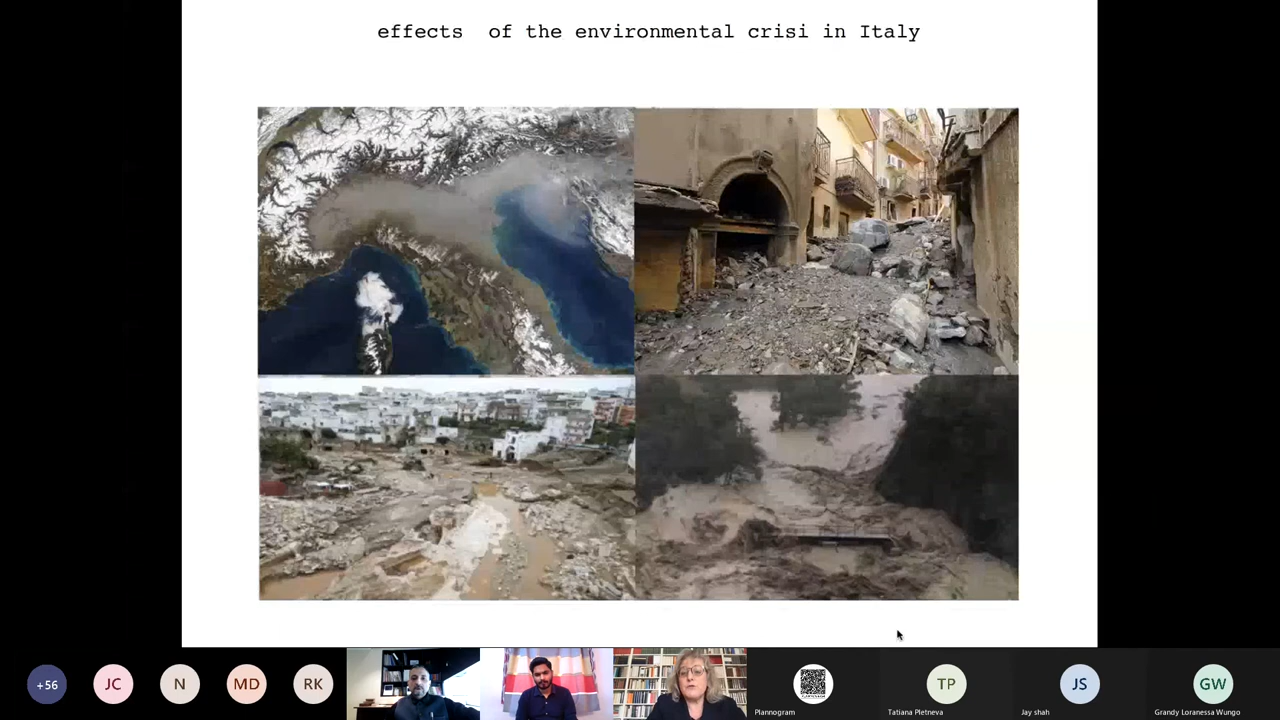 effects  of the environmental crisi in Italy
+56
JC
N
MD
RK
TP
JS
GW
Plannogram
Tatiana Pletneva
Jay shah
Grandy Loranessa Wungo